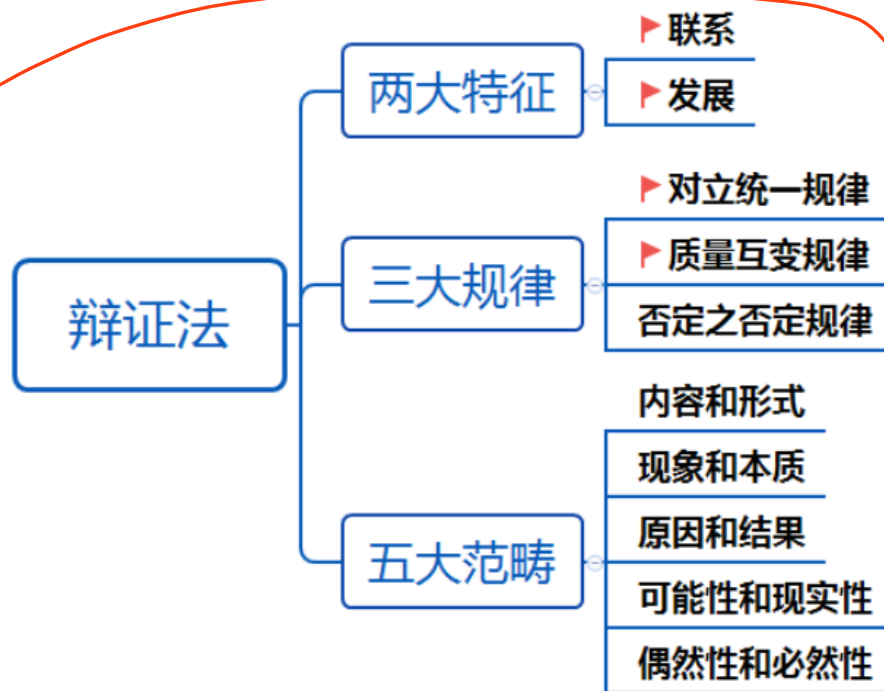 辩证法
两大特征
联系
发展
三大规律
对立统一规律
质量互变规律
否定之否定规律
五大范畴
内容和形式
现象和本质
原因和结果
可能性和现实性
偶然性和必然性